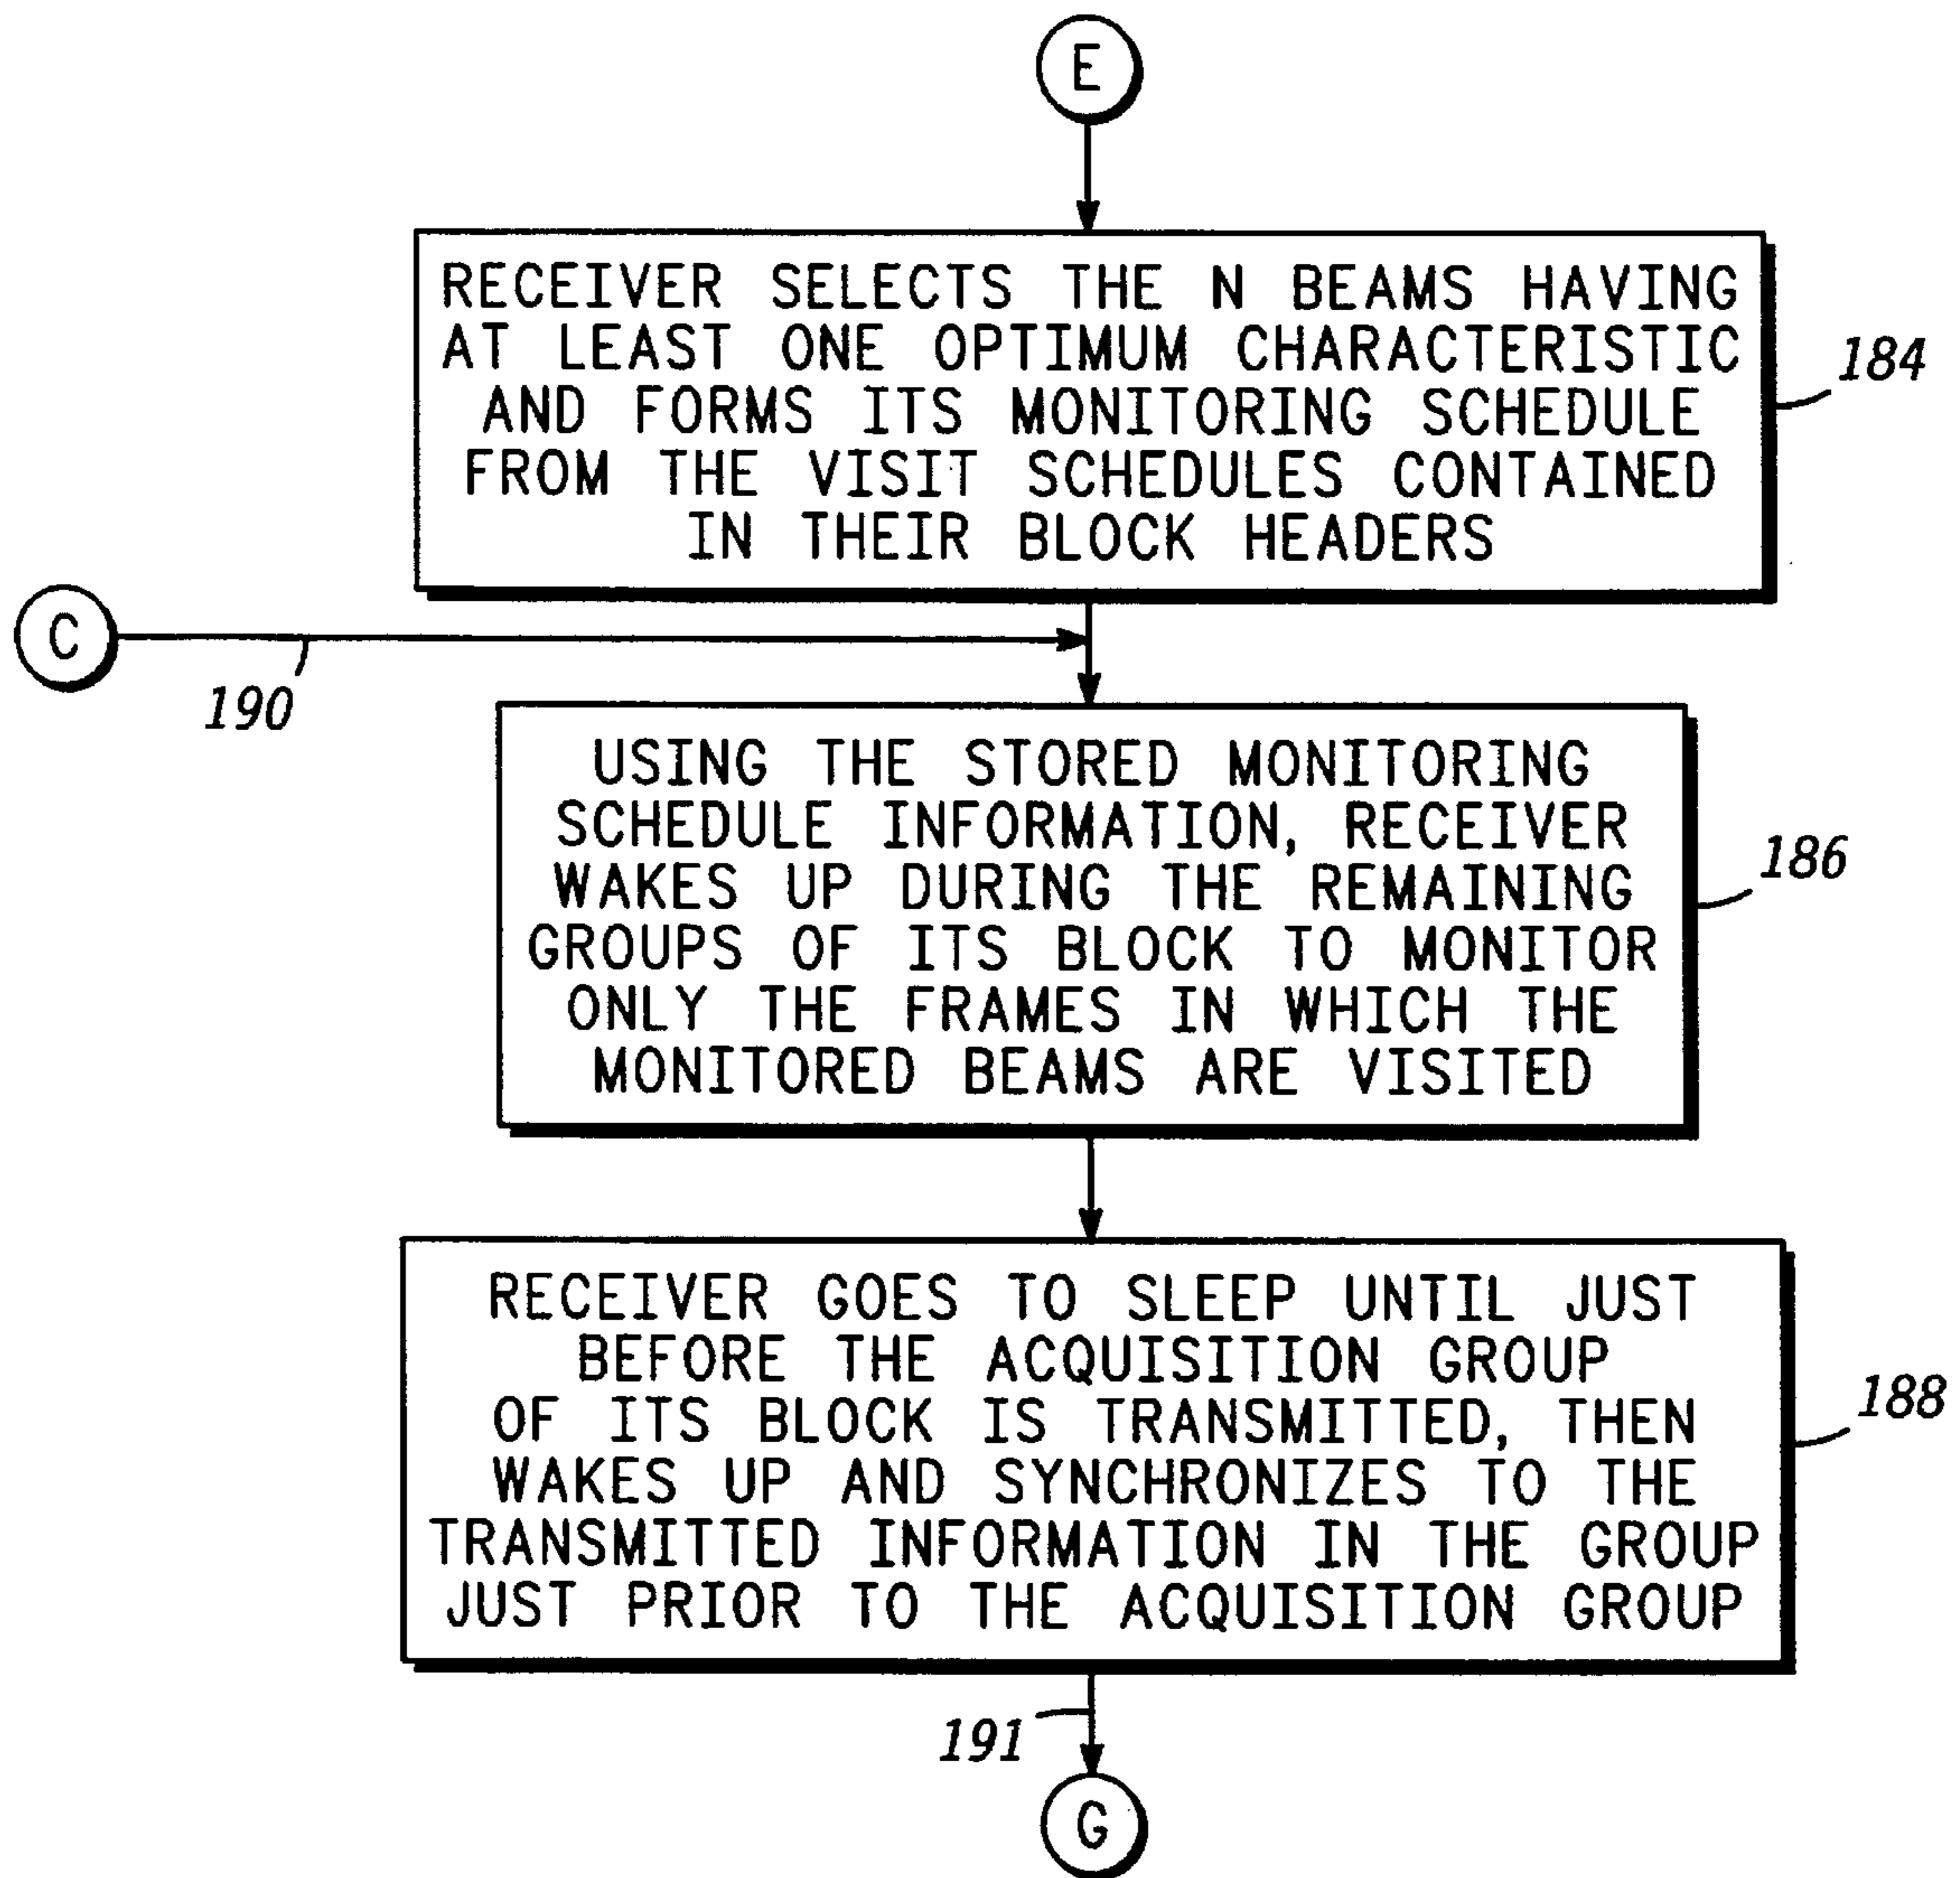 E
RECEIVER SELECTS THE N BEAMS HAVING
AT LEAST ONE OPTIMUM CHARACTERISTIC
AND FORMS ITS MONITORING SCHEDULE
FROM THE VISIT SCHEDULES CONTAINED
IN THEIR BLOCK HEADERS
184
C
190
USING THE STORED MONITORING
SCHEDULE INFORMATION, RECEIVER
WAKES UP DURING THE REMAINING
GROUPS OF ITS BLOCK TO MONITOR
ONLY THE FRAMES IN WHICH THE
MONITORED BEAMS ARE VISITED
186
RECEIVER GOES TO SLEEP UNTIL JUST
BEFORE THE ACQUISITION GROUP
OF ITS BLOCK IS TRANSMITTED, THEN
WAKES UP AND SYNCHRONIZES TO THE
TRANSMITTED INFORMATION IN THE GROUP
JUST PRIOR TO THE ACQUISITION GROUP
188
191
G